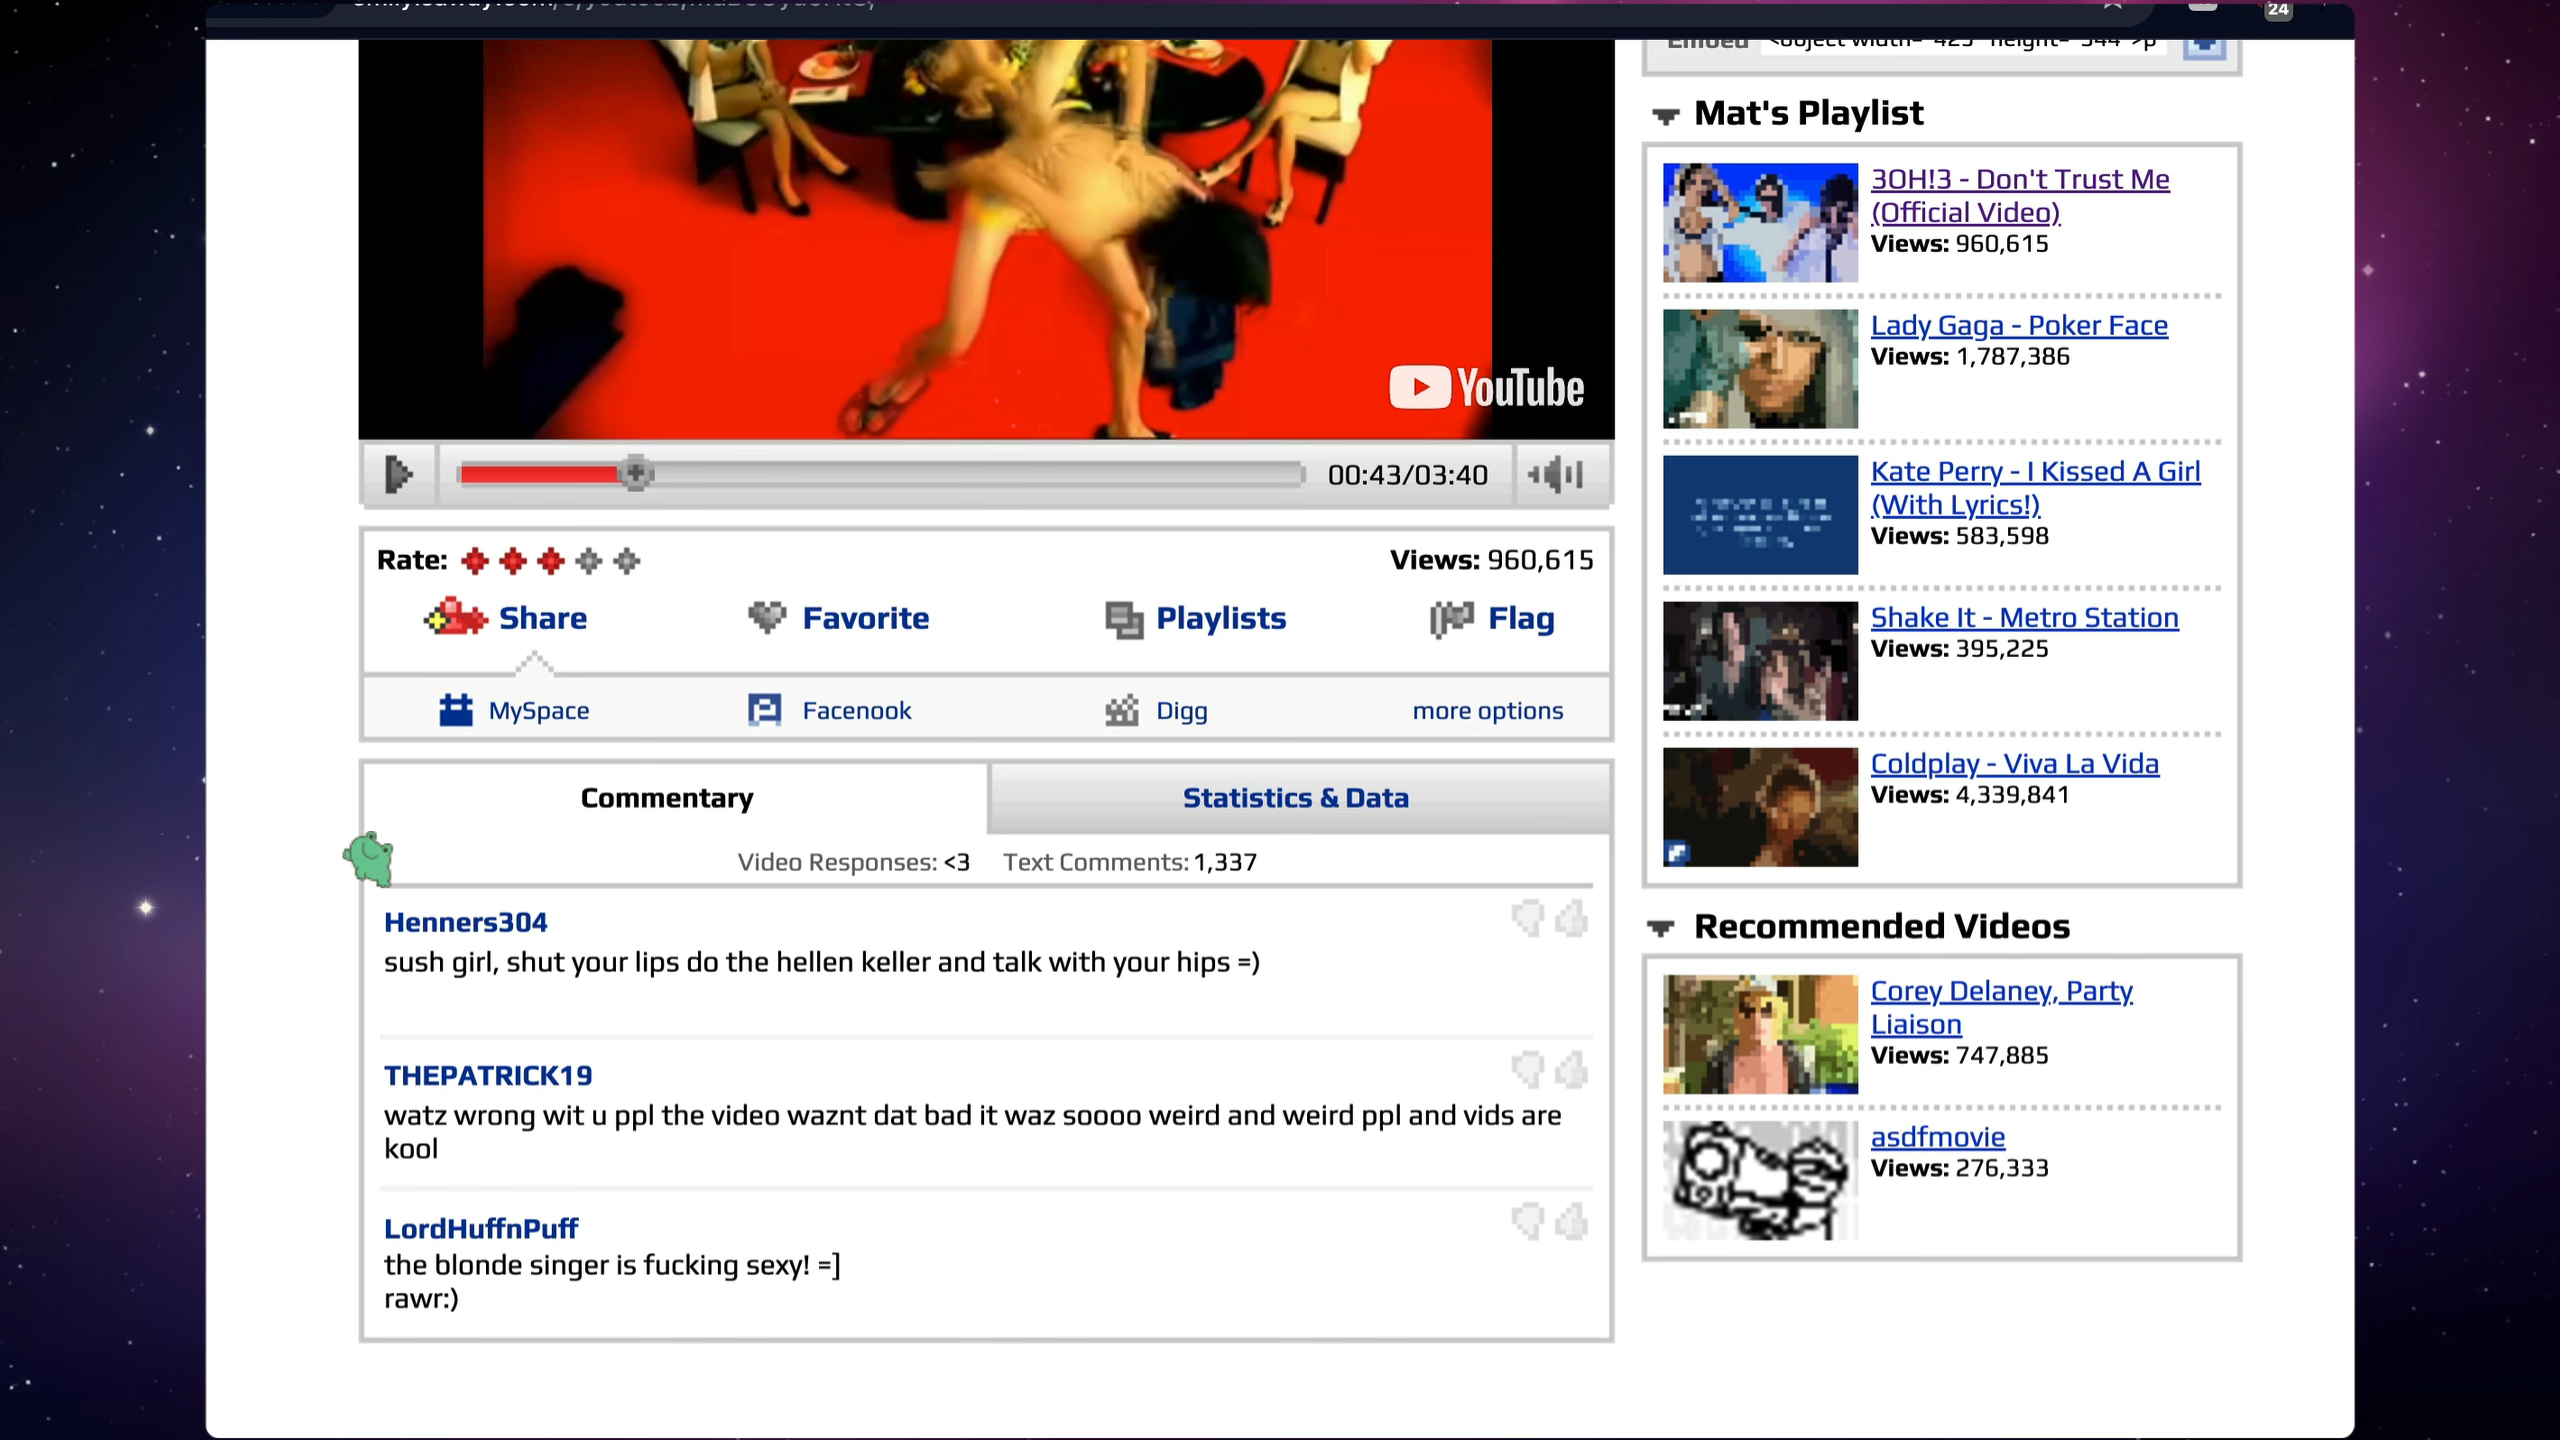 24
Embed <object width="425" height="344"><p
YouTube
00:43/03:40
Rate:
Views: 960,615
Share
Favorite
Playlists
Flag
MySpace
Facenook
Digg
more options
Commentary
Statistics & Data
Video Responses: <3 Text Comments: 1,337
Henners304
sush girl, shut your lips do the hellen keller and talk with your hips =)
THEPATRICK19
watz wrong wit u ppl the video waznt dat bad it waz soooo weird and weird ppl and vids are
kool
LordHuffnPuff
the blonde singer is fucking sexy! =]
rawr:)
Mat's Playlist
3OH!3 - Don't Trust Me
(Official Video)
Views: 960,615
Lady Gaga - Poker Face
Views: 1,787,386
Kate Perry - I Kissed A Girl
(With Lyrics!)
Views: 583,598
Shake It - Metro Station
Views: 395,225
Coldplay - Viva La Vida
Views: 4,339,841
Recommended Videos
Corey Delaney, Party
Liaison
Views: 747,885
asdfmovie
Views: 276,333